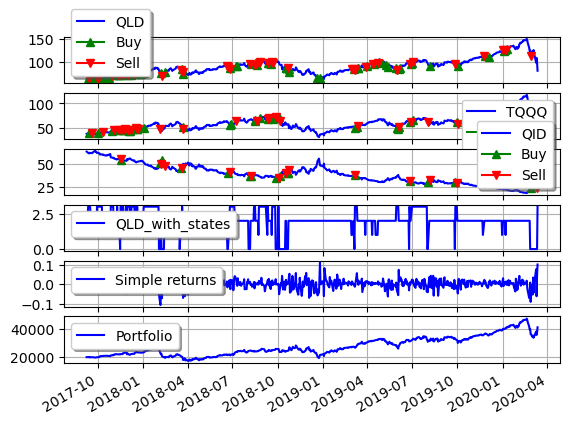 QLD
Buy
Sell
150
100
TQQQ
100
50
QID
Buy
Sell
50
25
QLD_with_states
2.5
0.0
Simple returns
0.1
0.0
−0.1
Portfolio
40000
20000
2017-10
2018-01
2018-04
2018-07
2018-10
2019-01
2019-04
2019-07
2019-10
2020-01
2020-04